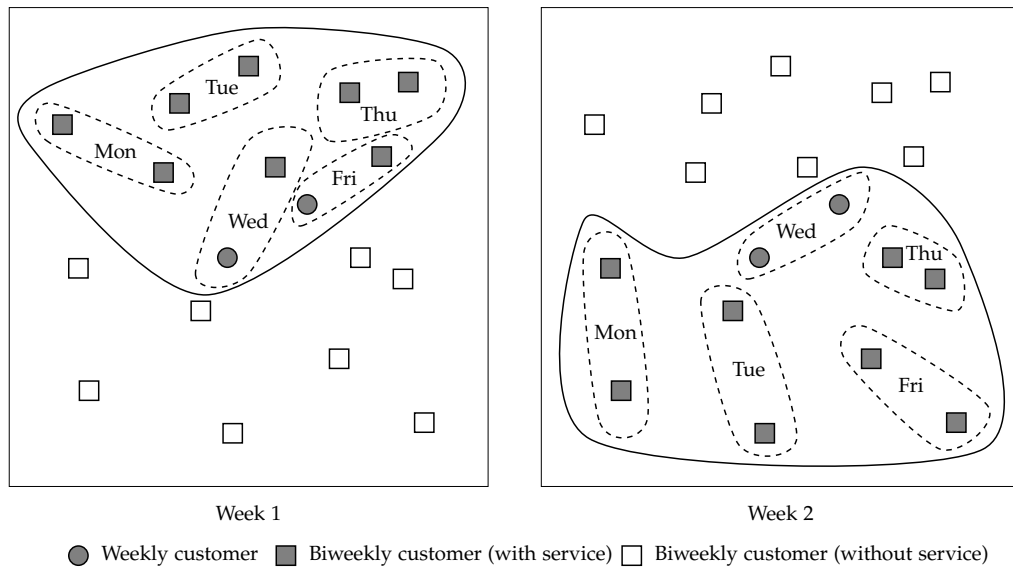 Tue
Thu
Mon
Fri
Wed
Wed
Thu
Mon
Tue
Fri
Week 1
Week 2
Weekly customer
Biweekly customer (with service)
Biweekly customer (without service)